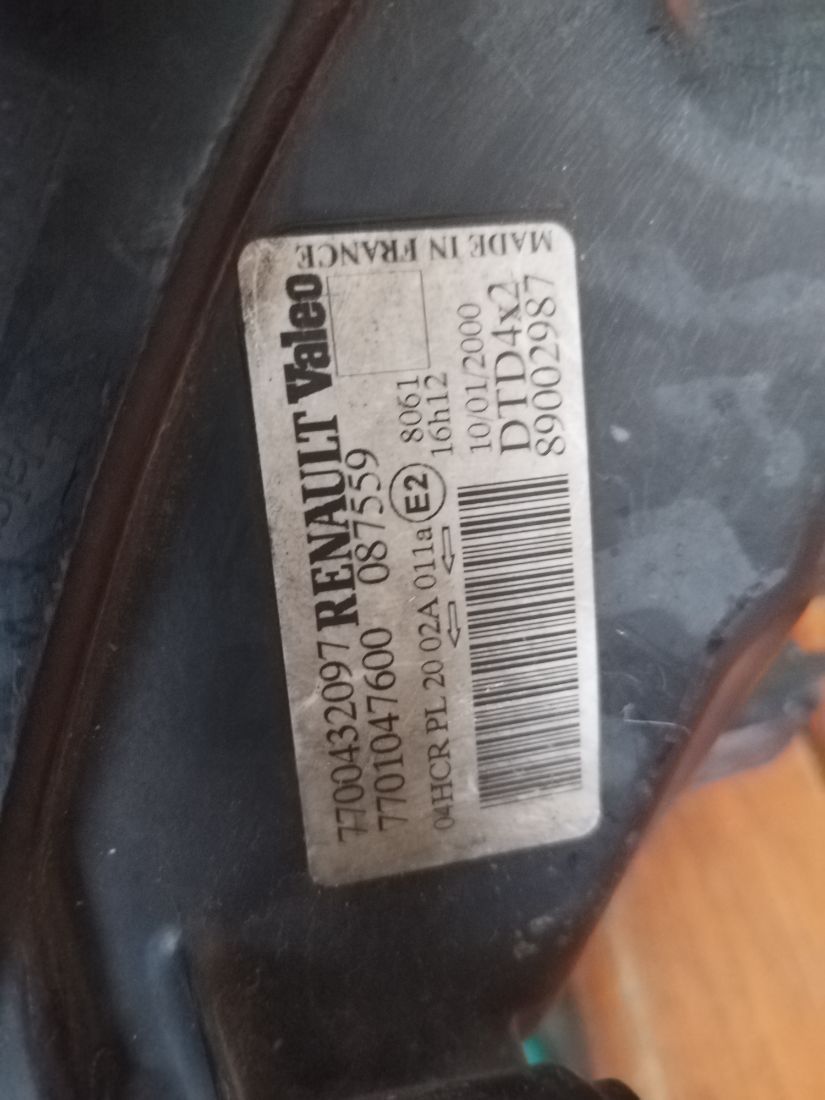 7700432097 RENAULT Valeo
7701047600 087559
04HCR PL 20 02A 011a E2 8061
16h12
10/01/2000
DTD4x2
89002987
MADE IN FRANCE